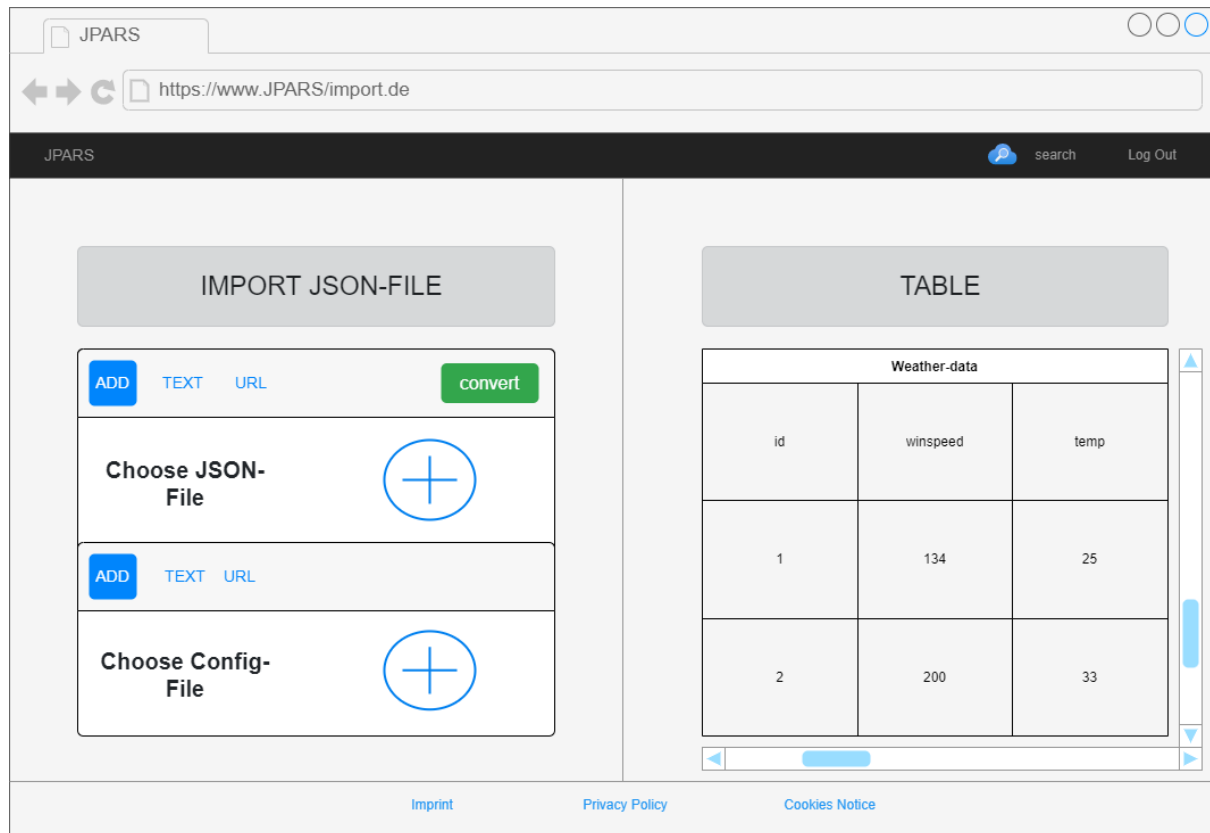 JPARS
https://www.JPARS/import.de
JPARS
search
Log Out
IMPORT JSON-FILE
ADD
TEXT
URL
convert
Choose JSON-
File
ADD
TEXT
URL
Choose Config-
File
TABLE
Weather-data
id
winspeed
temp
1
134
25
2
200
33
Imprint
Privacy Policy
Cookies Notice